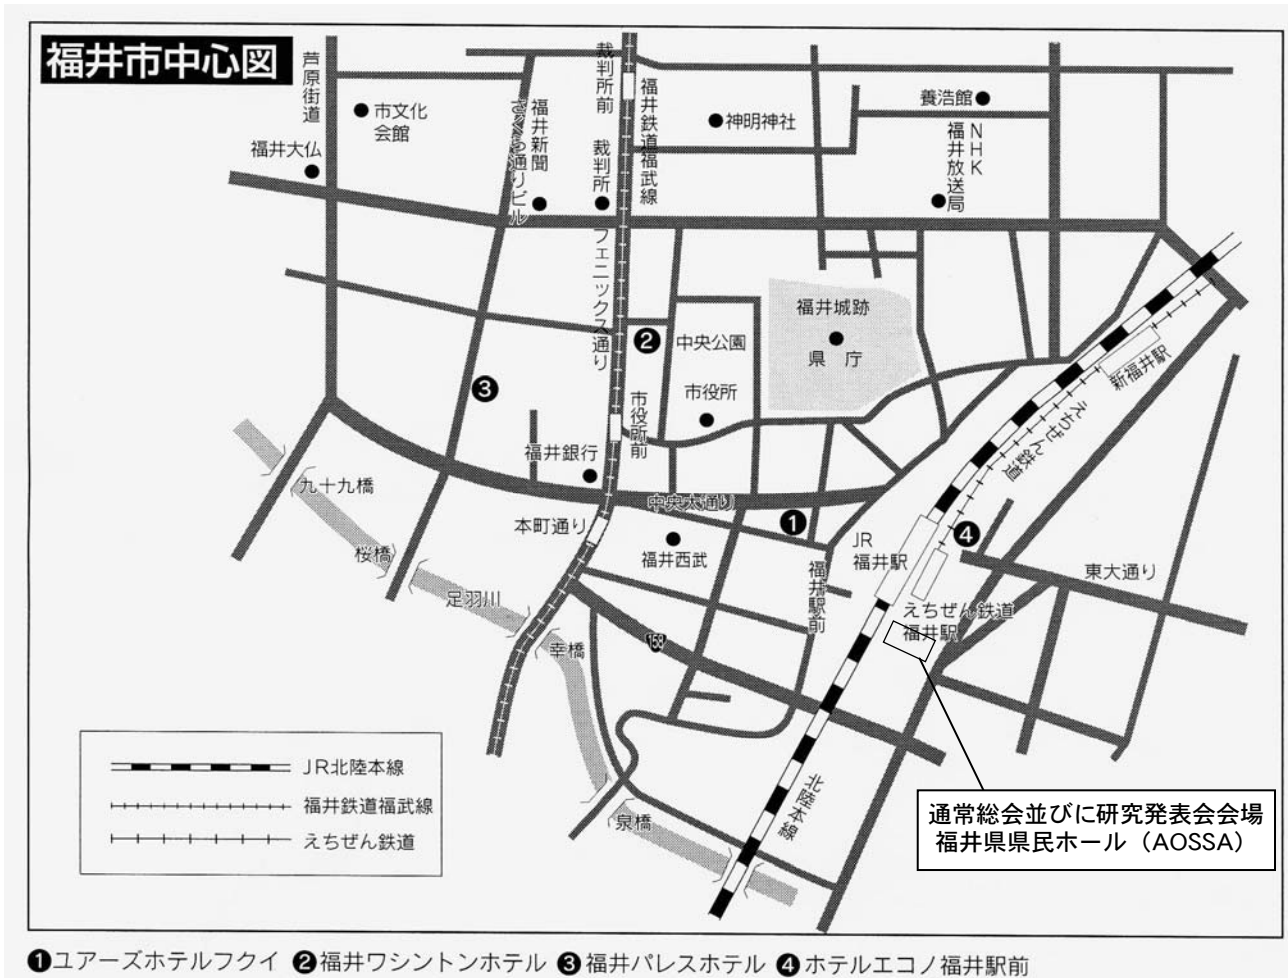 福井市中心図
芦原街道
市文化
会館
福井大仏
さくら通りビル
福井新聞
裁判所前
裁判所
福井鉄道福武線
神明神社
養浩館
NHK
福井放送局
フェニックス通り
❷
中央公園
福井城跡
県 庁
❸
市役所
市役所前
新福井駅
えちぜん鉄道
福井銀行
九十九橋
中央大通り
❶
本町通り
福井西武
JR
福井駅
❹
福井駅前
東大通り
桜橋
足羽川
えちぜん鉄道
福井駅
幸橋
158
北陸本線
泉橋
JR北陸本線
福井鉄道福武線
えちぜん鉄道
通常総会並びに研究発表会会場
福井県県民ホール（AOSSA）
❶ユアーズホテルフクイ ❷福井ワシントンホテル ❸福井パレスホテル ❹ホテルエコノ福井駅前